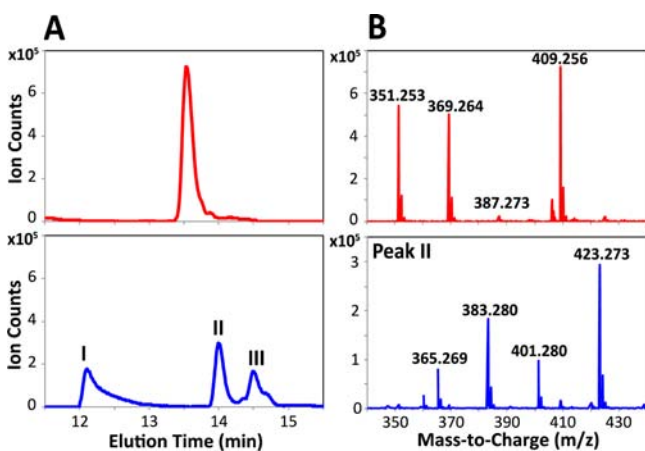 A
B
x10⁵
Ion Counts
6
4
2
0
x10⁵
409.256
351.253
369.264
387.273
6
4
2
0
x10⁵
Ion Counts
6
4
2
0
I
II
III
12
13
14
15
Elution Time (min)
x10⁵
Peak II
423.273
383.280
401.280
365.269
3
2
1
0
350
370
390
410
430
Mass-to-Charge (m/z)